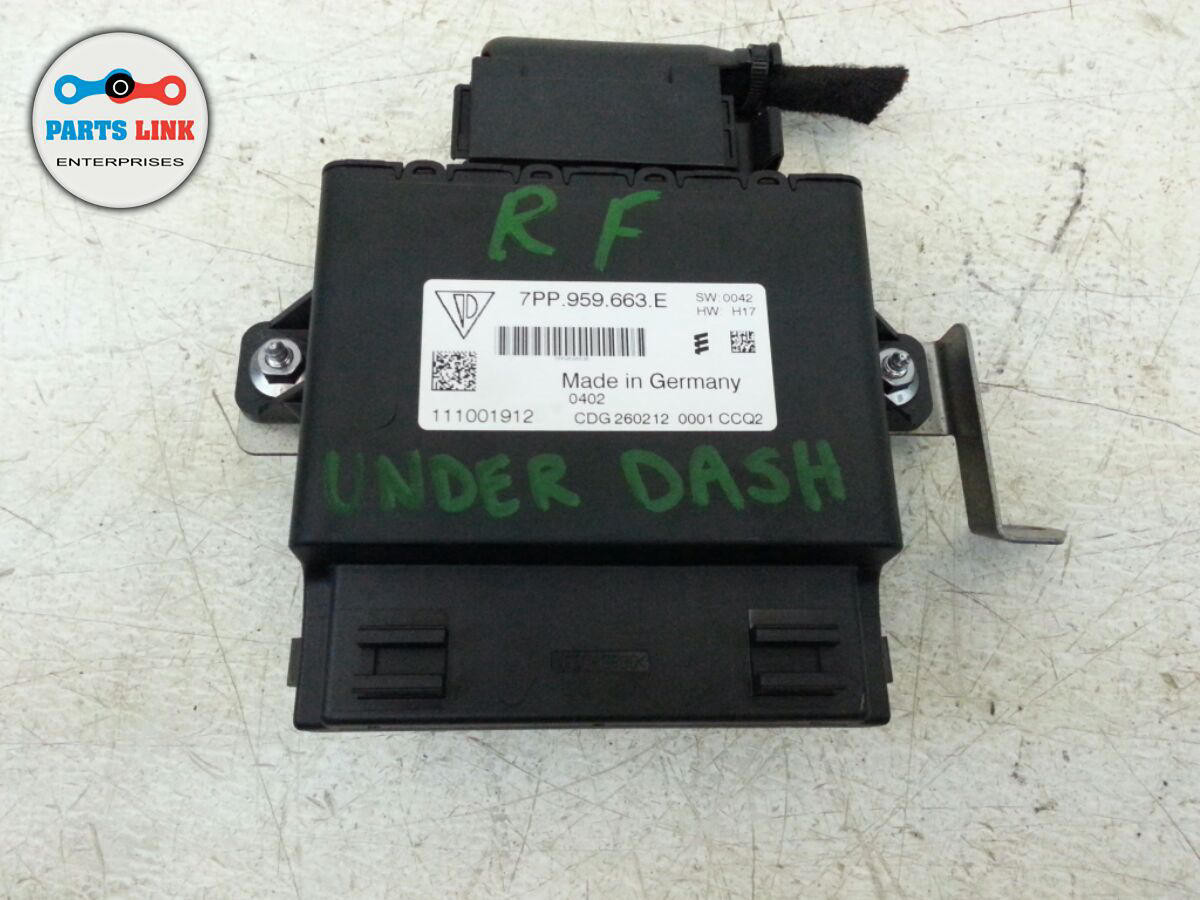 PARTS LINK
ENTERPRISES
R F
7PP.959.663.E
SW:0042
HW: H17
Made in Germany
0402
111001912 CDG 260212 0001 CCQ2
UNDER DASH